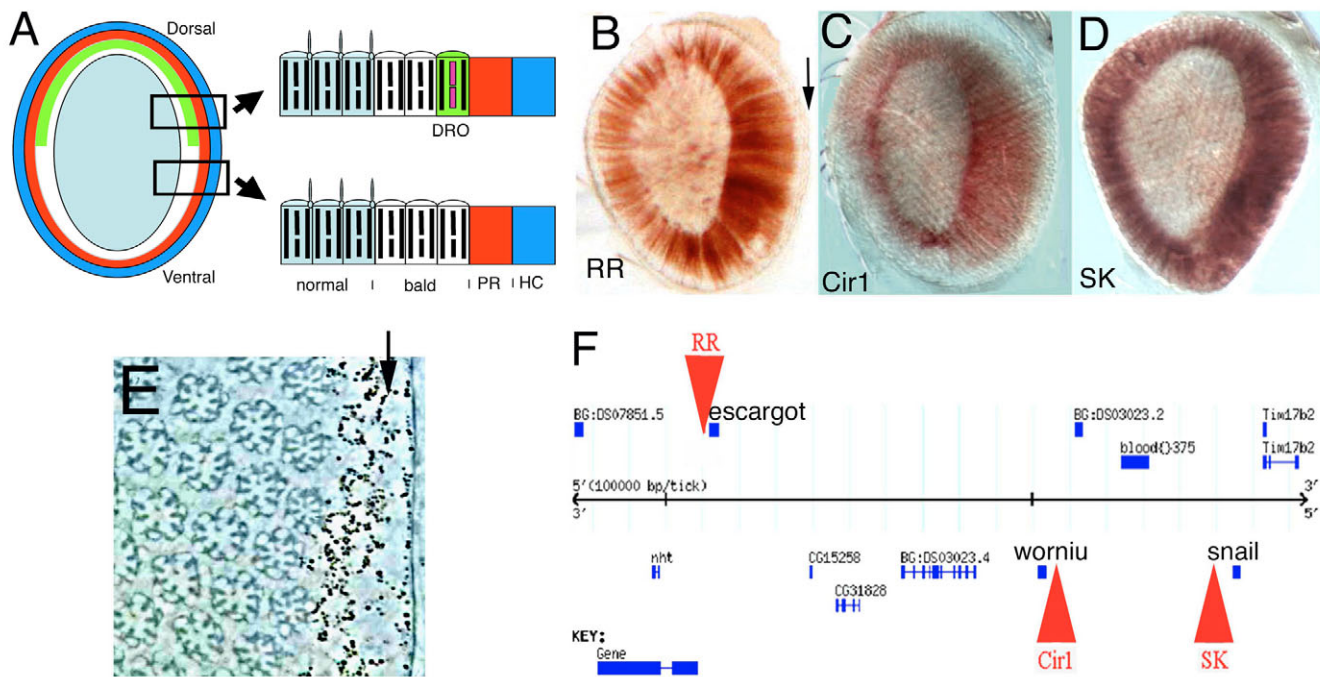 A
Dorsal
Ventral
DRO
normal
bald
PR
HC
B
RR
C
Cir1
D
SK
E
F
RR
BG:DS07851.5
escargot
BG:DS03023.2
Tim17b2
blood{}375
Tim17b2
5'(100000 bp/tick)
3'
3'
5'
nht
CG15258
BG:DS03023.4
worniu
snail
CG31828
KEY:
Gene
Cir1
SK